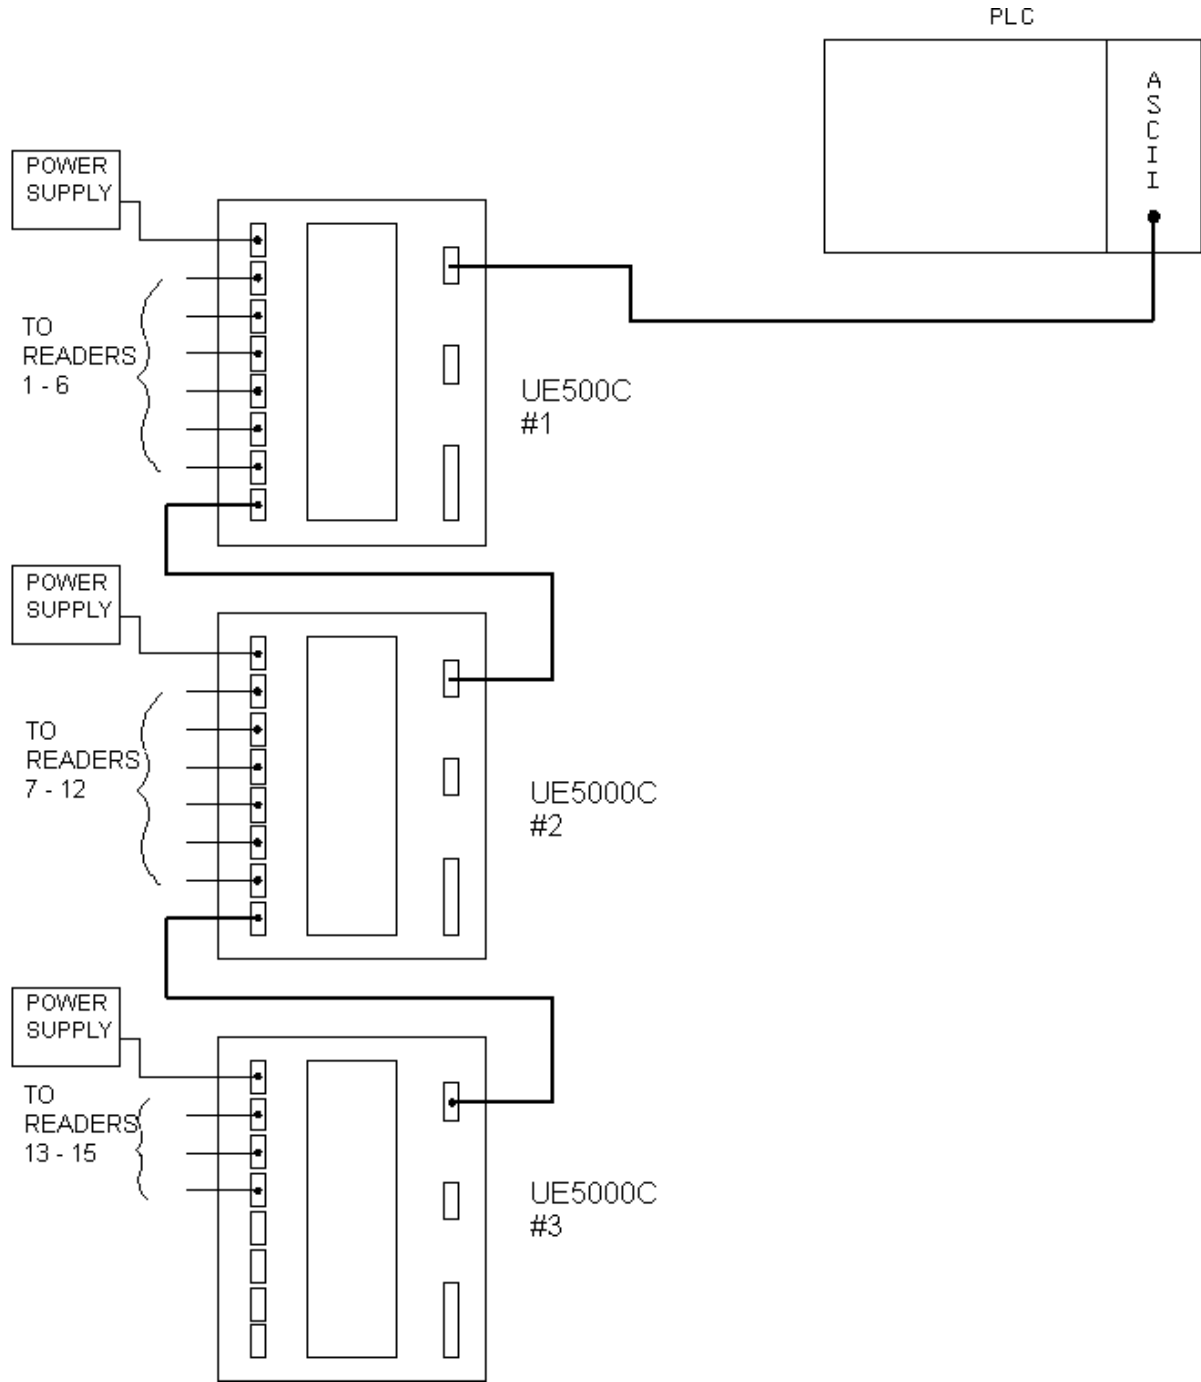 PLC
ASCII
POWER
SUPPLY
TO
READERS
1 - 6
UE500C
#1
POWER
SUPPLY
TO
READERS
7 - 12
UE5000C
#2
POWER
SUPPLY
TO
READERS
13 - 15
UE5000C
#3